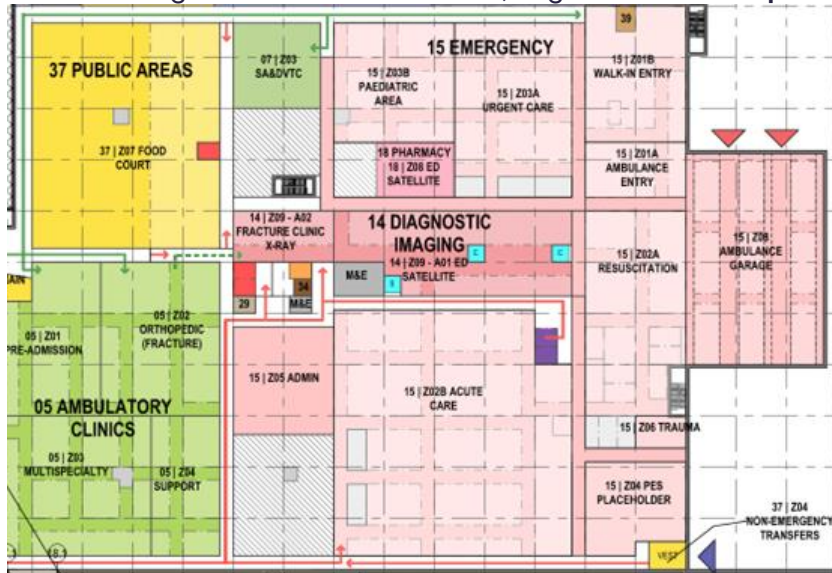 39
37 PUBLIC AREAS
07 | Z03
SA&DVTC
15 EMERGENCY
15 | Z03B
PAEDIATRIC
AREA
15 | Z03A
URGENT CARE
15 | Z01B
WALK-IN ENTRY
37 | Z07 FOOD
COURT
18 PHARMACY
18 | Z08 ED
SATELLITE
15 | Z01A
AMBULANCE
ENTRY
14 | Z09 - A02
FRACTURE CLINIC
X-RAY
14 DIAGNOSTIC
IMAGING
14 | Z09 - A01 ED
SATELLITE
C
C
S
15 | Z02A
RESUSCITATION
15 | Z08
AMBULANCE
GARAGE
M&E
34
29
M&E
05 | Z01
PRE-ADMISSION
05 | Z02
ORTHOPEDIC
(FRACTURE)
15 | Z05 ADMIN
15 | Z02B ACUTE
CARE
05 AMBULATORY
CLINICS
15 | Z06 TRAUMA
05 | Z03
MULTISPECIALTY
05 | Z04
SUPPORT
15 | Z04 PES
PLACEHOLDER
37 | Z04
NON-EMERGENCY
TRANSFERS
VEST
8.1